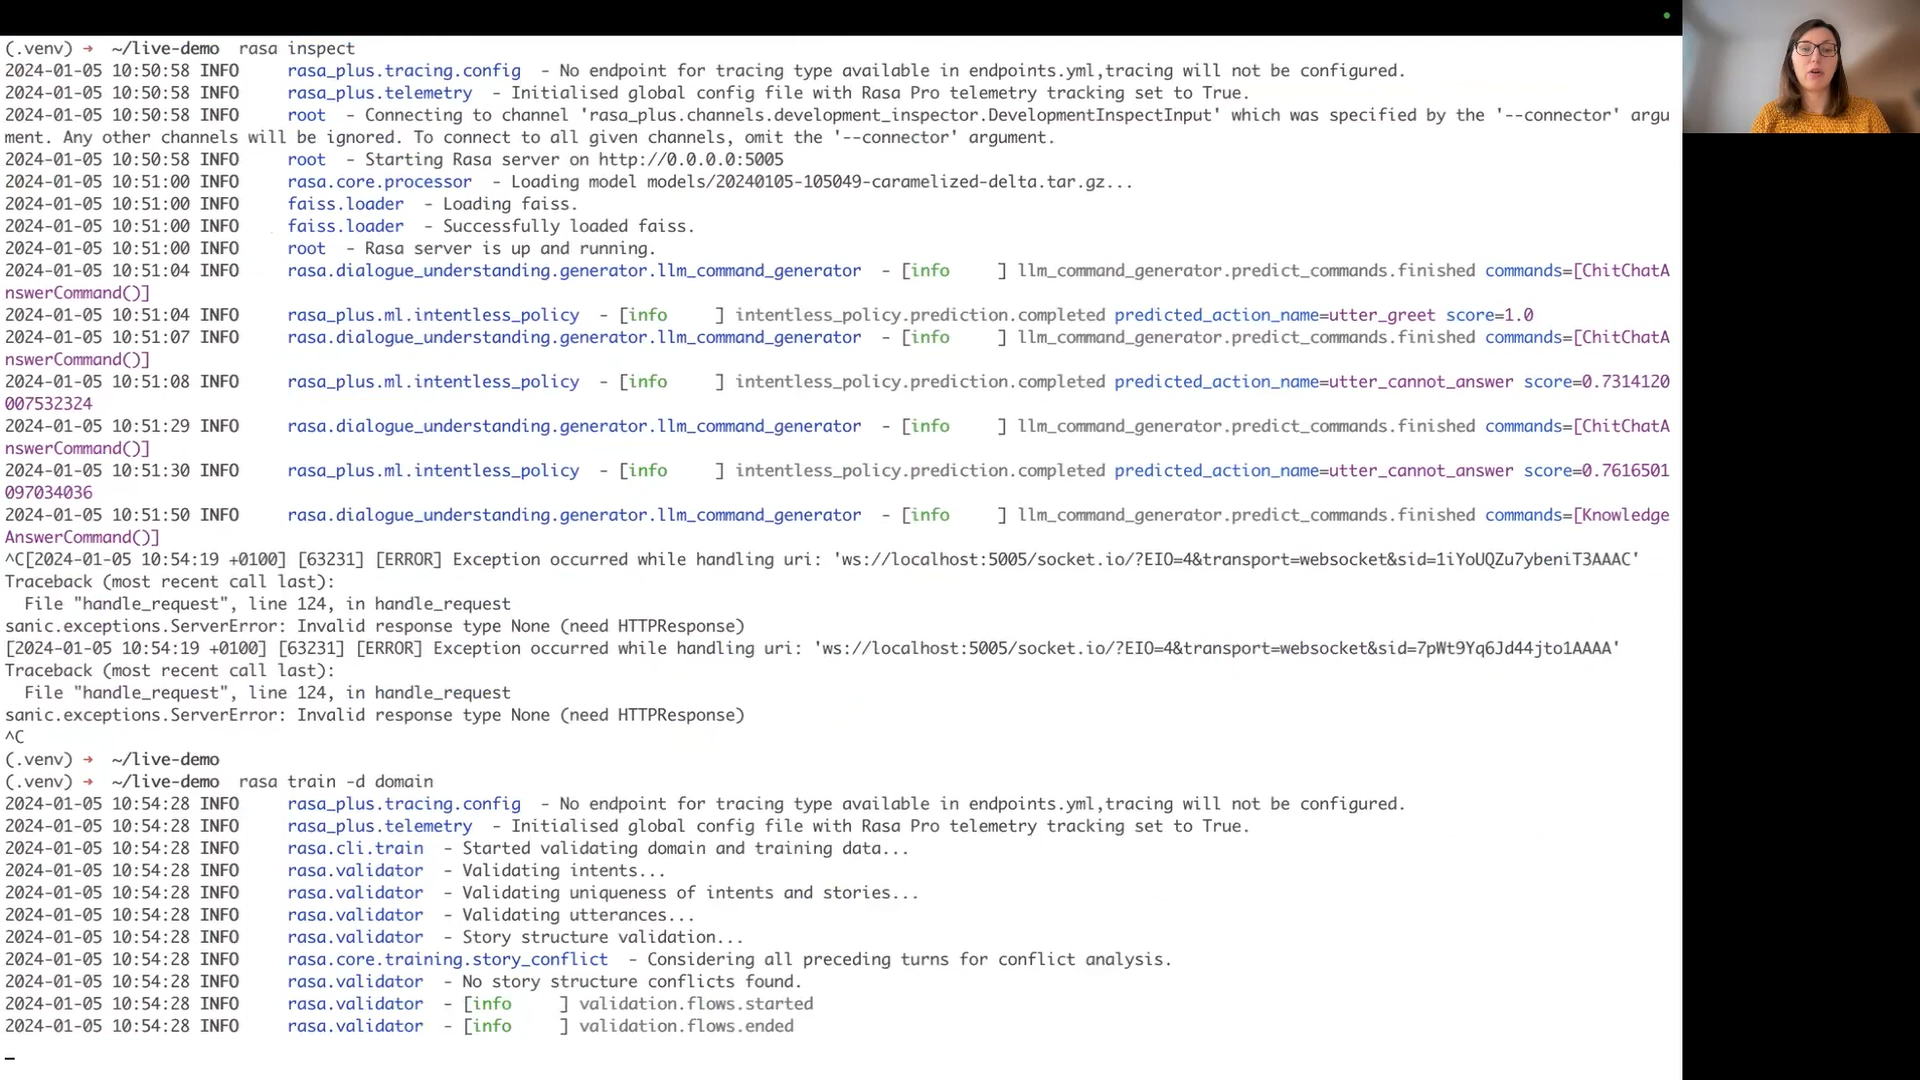 (.venv) → ~/live-demo rasa inspect
2024-01-05 10:50:58 INFO rasa_plus.tracing.config - No endpoint for tracing type available in endpoints.yml,tracing will not be configured.
2024-01-05 10:50:58 INFO rasa_plus.telemetry - Initialised global config file with Rasa Pro telemetry tracking set to True.
2024-01-05 10:50:58 INFO root - Connecting to channel 'rasa_plus.channels.development_inspector.DevelopmentInspectInput' which was specified by the '--connector' argu
ment. Any other channels will be ignored. To connect to all given channels, omit the '--connector' argument.
2024-01-05 10:50:58 INFO root - Starting Rasa server on http://0.0.0.0:5005
2024-01-05 10:51:00 INFO rasa.core.processor - Loading model models/20240105-105049-caramelized-delta.tar.gz...
2024-01-05 10:51:00 INFO faiss.loader - Loading faiss.
2024-01-05 10:51:00 INFO faiss.loader - Successfully loaded faiss.
2024-01-05 10:51:00 INFO root - Rasa server is up and running.
2024-01-05 10:51:04 INFO rasa.dialogue_understanding.generator.llm_command_generator - [info ] llm_command_generator.predict_commands.finished commands=[ChitChatA
nswerCommand()]
2024-01-05 10:51:04 INFO rasa_plus.ml.intentless_policy - [info ] intentless_policy.prediction.completed predicted_action_name=utter_greet score=1.0
2024-01-05 10:51:07 INFO rasa.dialogue_understanding.generator.llm_command_generator - [info ] llm_command_generator.predict_commands.finished commands=[ChitChatA
nswerCommand()]
2024-01-05 10:51:08 INFO rasa_plus.ml.intentless_policy - [info ] intentless_policy.prediction.completed predicted_action_name=utter_cannot_answer score=0.7314120
007532324
2024-01-05 10:51:29 INFO rasa.dialogue_understanding.generator.llm_command_generator - [info ] llm_command_generator.predict_commands.finished commands=[ChitChatA
nswerCommand()]
2024-01-05 10:51:30 INFO rasa_plus.ml.intentless_policy - [info ] intentless_policy.prediction.completed predicted_action_name=utter_cannot_answer score=0.7616501
097034036
2024-01-05 10:51:50 INFO rasa.dialogue_understanding.generator.llm_command_generator - [info ] llm_command_generator.predict_commands.finished commands=[Knowledge
AnswerCommand()]
^C[2024-01-05 10:54:19 +0100] [63231] [ERROR] Exception occurred while handling uri: 'ws://localhost:5005/socket.io/?EIO=4&transport=websocket&sid=1iYoUQZu7ybeniT3AAAC'
Traceback (most recent call last):
File "handle_request", line 124, in handle_request
sanic.exceptions.ServerError: Invalid response type None (need HTTPResponse)
[2024-01-05 10:54:19 +0100] [63231] [ERROR] Exception occurred while handling uri: 'ws://localhost:5005/socket.io/?EIO=4&transport=websocket&sid=7pWt9Yq6Jd44jto1AAAA'
Traceback (most recent call last):
File "handle_request", line 124, in handle_request
sanic.exceptions.ServerError: Invalid response type None (need HTTPResponse)
^C
(.venv) → ~/live-demo
(.venv) → ~/live-demo rasa train -d domain
2024-01-05 10:54:28 INFO rasa_plus.tracing.config - No endpoint for tracing type available in endpoints.yml,tracing will not be configured.
2024-01-05 10:54:28 INFO rasa_plus.telemetry - Initialised global config file with Rasa Pro telemetry tracking set to True.
2024-01-05 10:54:28 INFO rasa.cli.train - Started validating domain and training data...
2024-01-05 10:54:28 INFO rasa.validator - Validating intents...
2024-01-05 10:54:28 INFO rasa.validator - Validating uniqueness of intents and stories...
2024-01-05 10:54:28 INFO rasa.validator - Validating utterances...
2024-01-05 10:54:28 INFO rasa.validator - Story structure validation...
2024-01-05 10:54:28 INFO rasa.core.training.story_conflict - Considering all preceding turns for conflict analysis.
2024-01-05 10:54:28 INFO rasa.validator - No story structure conflicts found.
2024-01-05 10:54:28 INFO rasa.validator - [info ] validation.flows.started
2024-01-05 10:54:28 INFO rasa.validator - [info ] validation.flows.ended